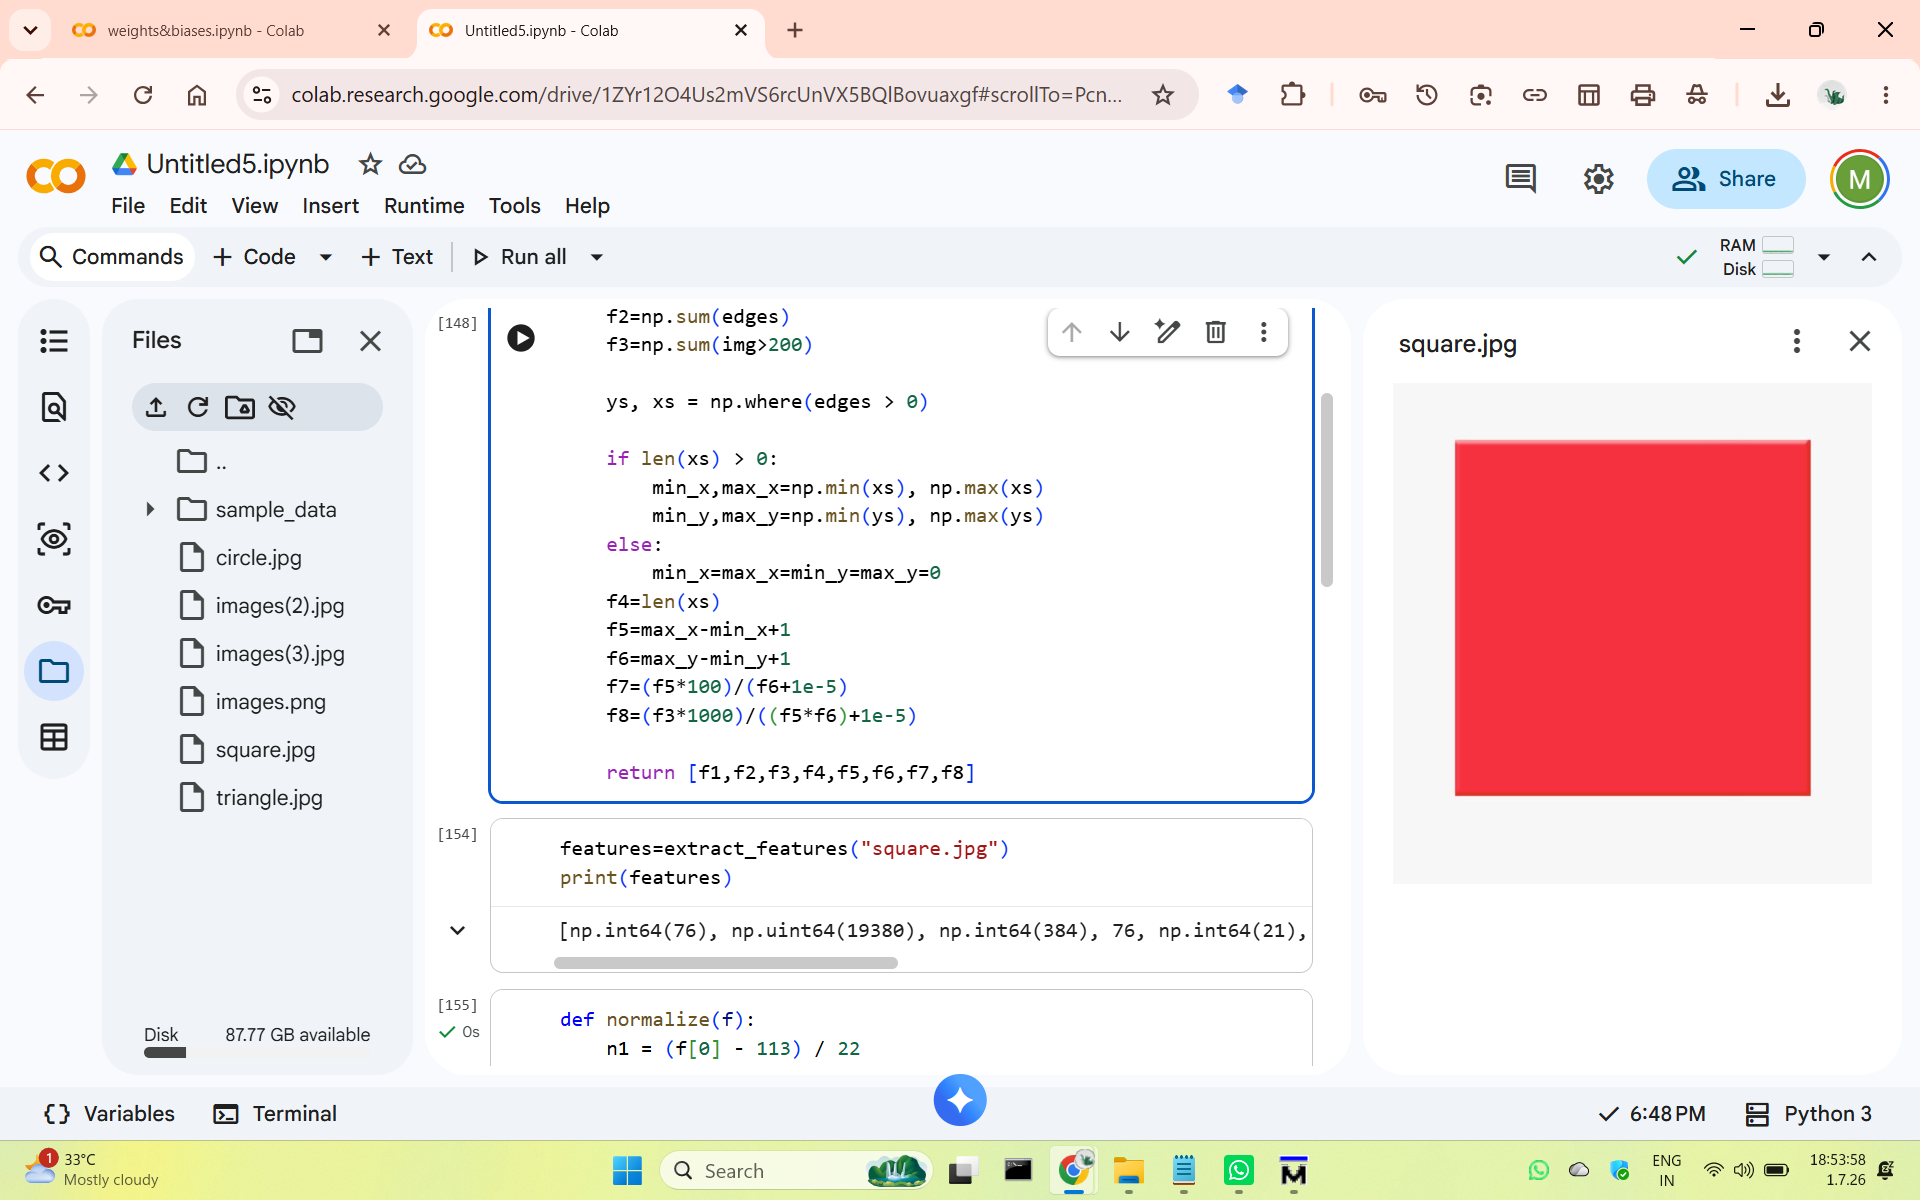 weights&biases.ipynb - Colab
Untitled5.ipynb - Colab
colab.research.google.com/drive/1ZYr12O4Us2mVS6rcUnVX5BQlBovuaxgf#scrollTo=Pcn...
Untitled5.ipynb
File Edit View Insert Runtime Tools Help
Share
M
Commands + Code + Text Run all
RAM
Disk
Files
..
sample_data
circle.jpg
images(2).jpg
images(3).jpg
images.png
square.jpg
triangle.jpg
Disk 87.77 GB available
[148]
f2=np.sum(edges)
f3=np.sum(img>200)
ys, xs = np.where(edges > 0)
if len(xs) > 0:
min_x,max_x=np.min(xs), np.max(xs)
min_y,max_y=np.min(ys), np.max(ys)
else:
min_x=max_x=min_y=max_y=0
f4=len(xs)
f5=max_x-min_x+1
f6=max_y-min_y+1
f7=(f5*100)/(f6+1e-5)
f8=(f3*1000)/((f5*f6)+1e-5)
return [f1,f2,f3,f4,f5,f6,f7,f8]
[154]
features=extract_features("square.jpg")
print(features)
[np.int64(76), np.uint64(19380), np.int64(384), 76, np.int64(21),
[155]
0s
def normalize(f):
n1 = (f[0] - 113) / 22
square.jpg
Variables Terminal
6:48 PM Python 3
1
33°C
Mostly cloudy
Search
ENG
IN
18:53:58
1.7.26